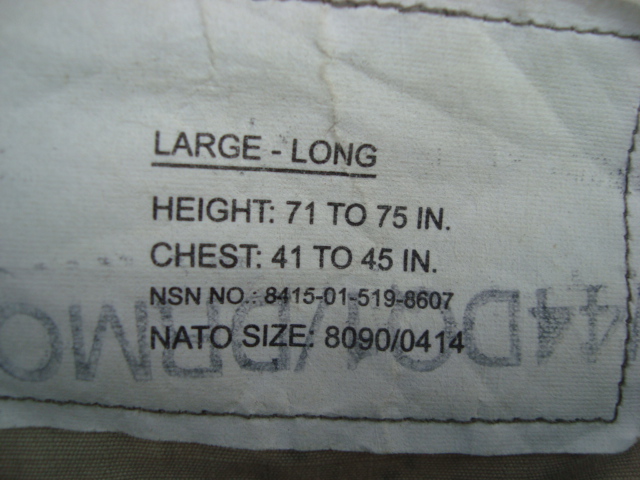 LARGE - LONG
HEIGHT: 71 TO 75 IN.
CHEST: 41 TO 45 IN.
NSN NO.: 8415-01-519-8607
NATO SIZE: 8090/0414